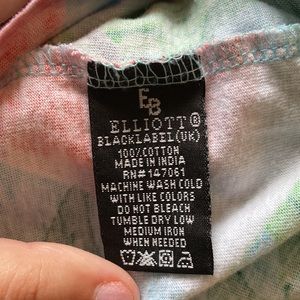 EB
ELLIOTT®
BLACKLABEL(UK)
100%COTTON
MADE IN INDIA
RN#147061
MACHINE WASH COLD
WITH LIKE COLORS
DO NOT BLEACH
TUMBLE DRY LOW
MEDIUM IRON
WHEN NEEDED